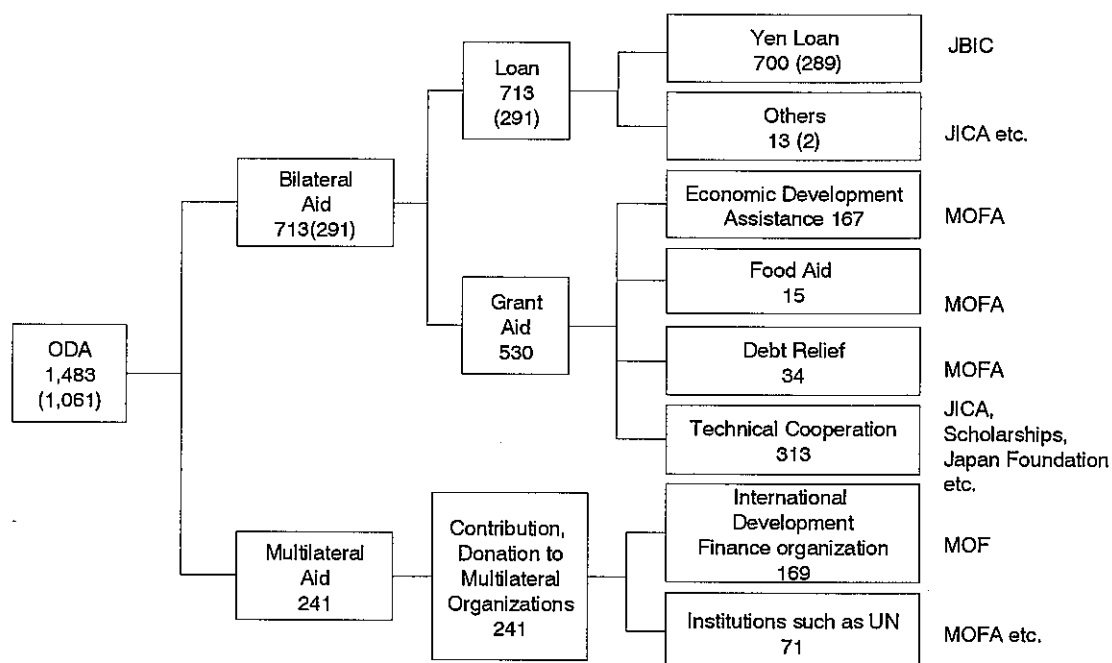 ODA
1,483
(1,061)
Bilateral
Aid
713(291)
Multilateral
Aid
241
Loan
713
(291)
Grant
Aid
530
Contribution,
Donation to
Multilateral
Organizations
241
Yen Loan
700 (289)
JBIC
Others
13 (2)
JICA etc.
Economic Development
Assistance 167
MOFA
Food Aid
15
MOFA
Debt Relief
34
MOFA
Technical Cooperation
313
JICA,
Scholarships,
Japan Foundation
etc.
International
Development
Finance organization
169
MOF
Institutions such as UN
71
MOFA etc.